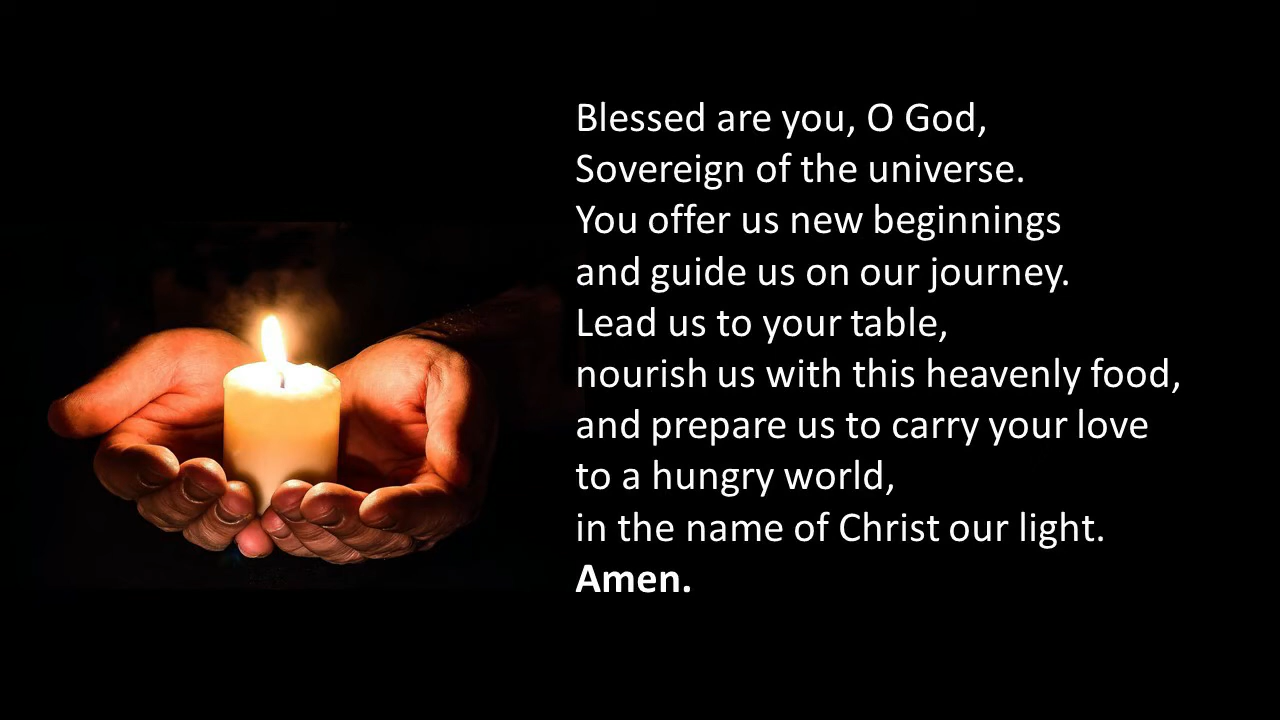 Blessed are you, O God,
Sovereign of the universe.
You offer us new beginnings
and guide us on our journey.
Lead us to your table,
nourish us with this heavenly food,
and prepare us to carry your love
to a hungry world,
in the name of Christ our light.
Amen.